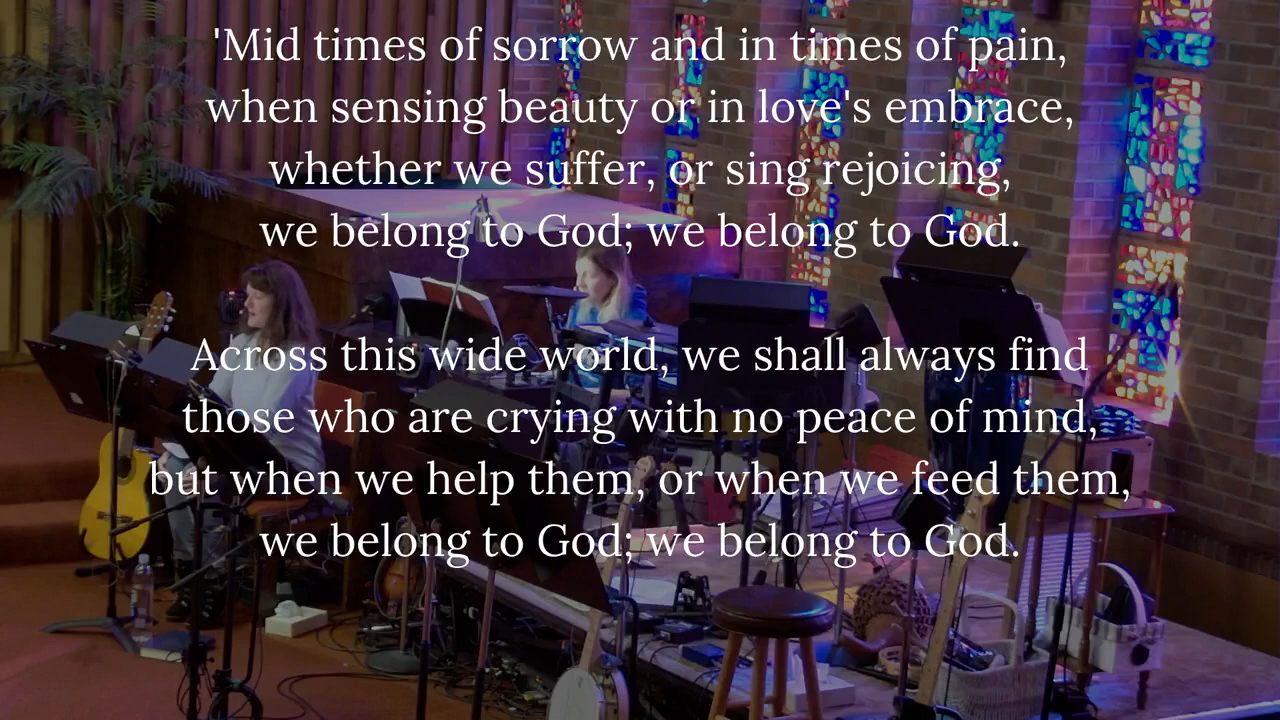 'Mid times of sorrow and in times of pain,
when sensing beauty or in love's embrace,
whether we suffer, or sing rejoicing,
we belong to God; we belong to God.
Across this wide world, we shall always find
those who are crying with no peace of mind,
but when we help them, or when we feed them,
we belong to God; we belong to God.